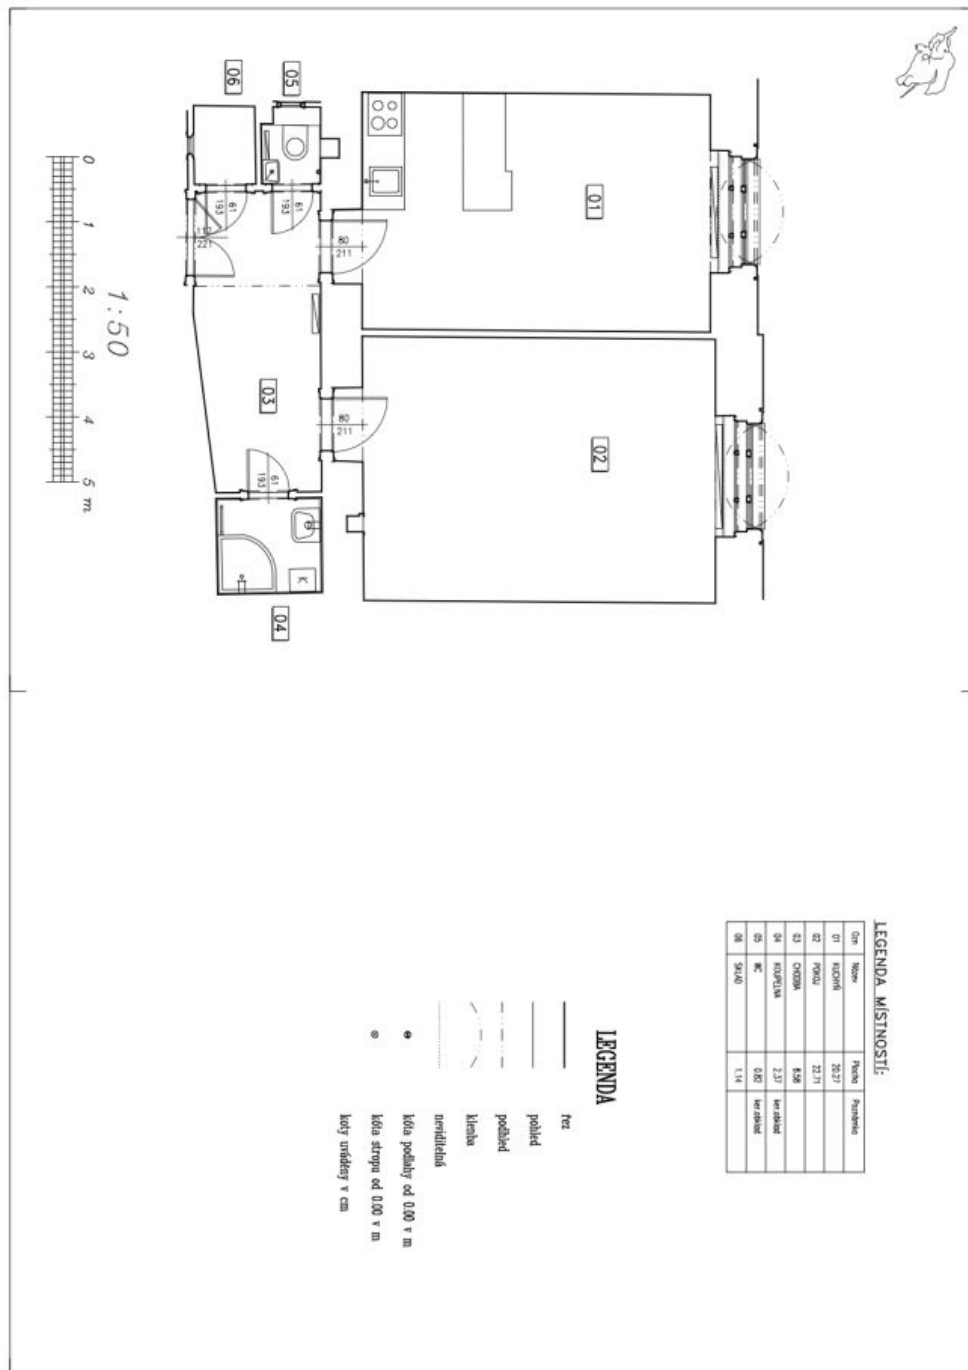 06
05
01
61
193
61
193
112
221
80
211
0 1 2 3 4 5 m
1:50
03
80
211
02
61
193
K
04
LEGENDA MÍSTNOSTÍ:
Ozn Název Plocha Poznámka
01 KUCHYŇ 20.27
02 POKOJ 22.71
03 CHODBA 8.58
04 KOUPELNA 2.37 ker.obklad
05 WC 0.82 ker.obklad
06 SKLAD 1.14
LEGENDA
řez
pohled
podhled
klenba
neviditelná
kóta podlahy od 0.00 v m
kóta stropu od 0.00 v m
kóty uváděny v cm